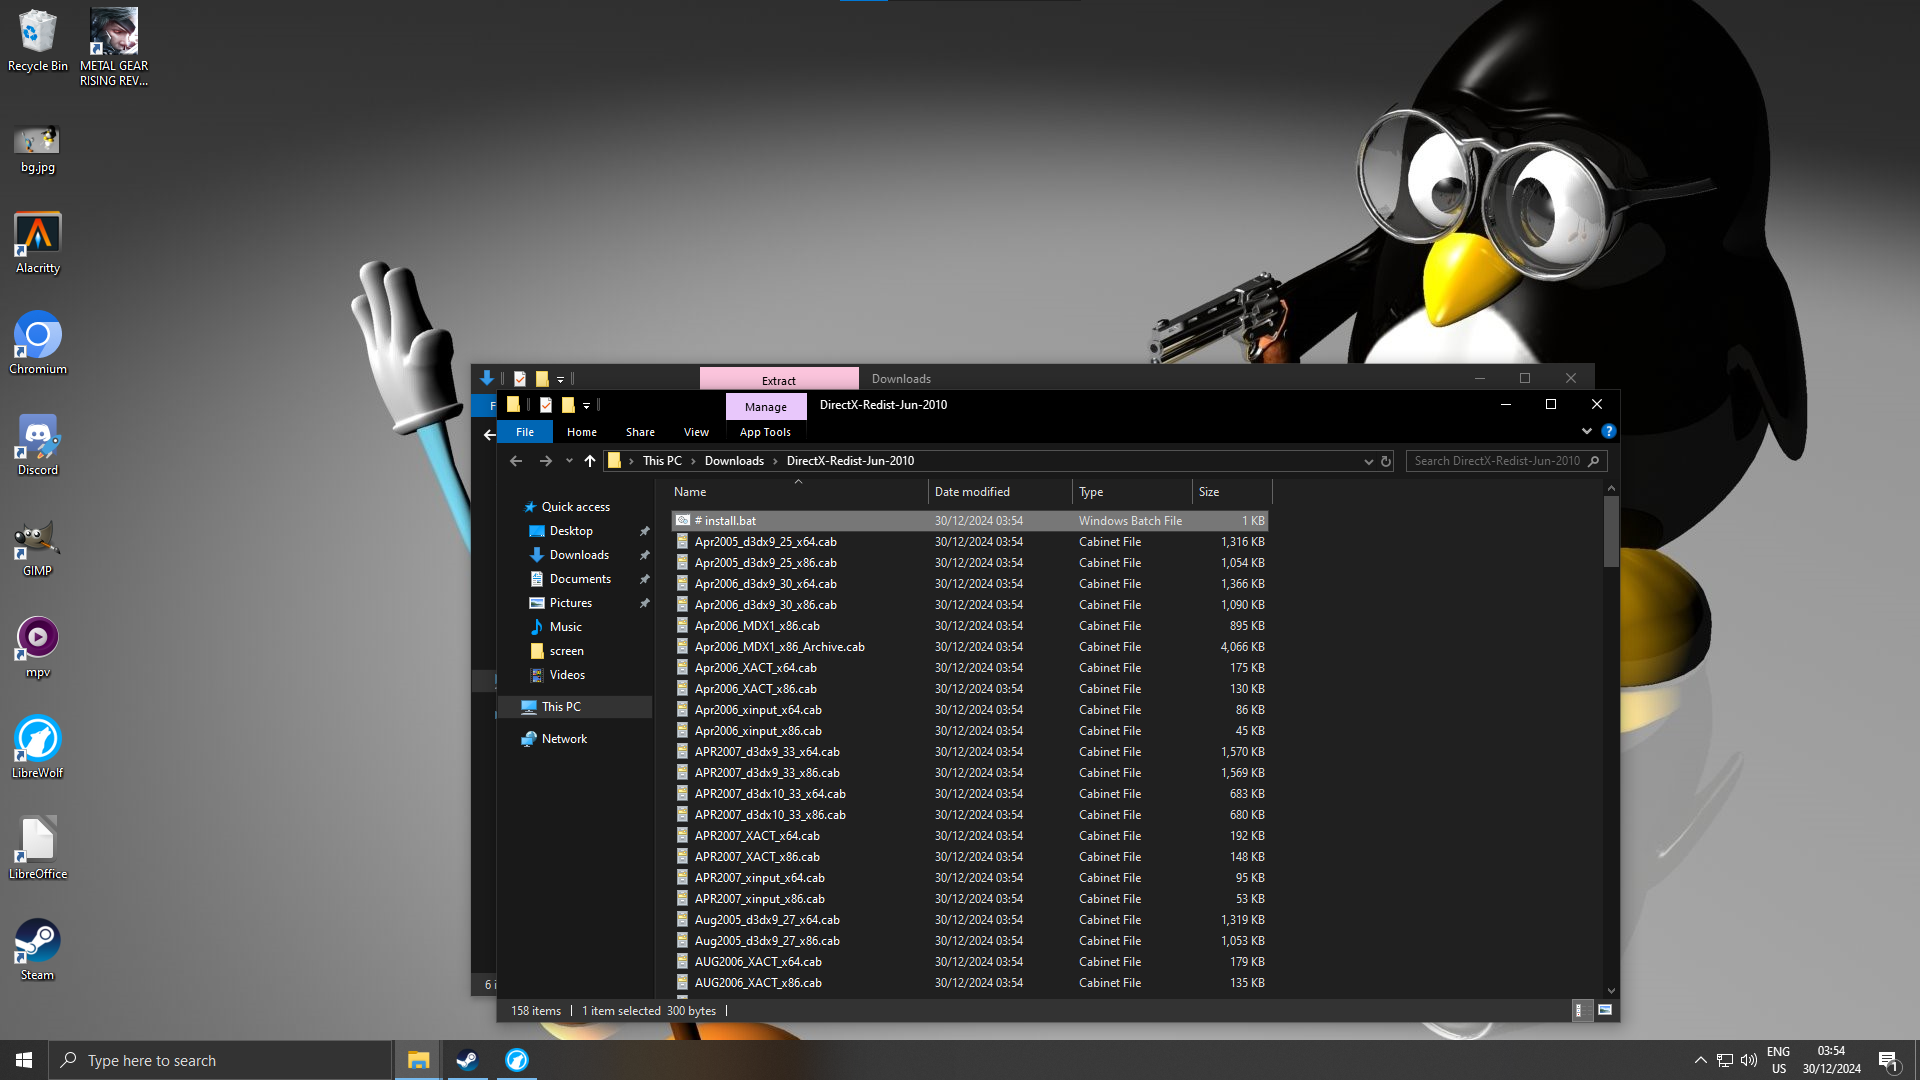 Recycle Bin
METAL GEAR
RISING REV...
bg.jpg
Alacritty
Chromium
Discord
GIMP
mpv
LibreWolf
LibreOffice
Steam
Extract
Downloads
F
Manage
DirectX-Redist-Jun-2010
File
Home
Share
View
App Tools
This PC
Downloads
DirectX-Redist-Jun-2010
Search DirectX-Redist-Jun-2010
Quick access
Desktop
Downloads
Documents
Pictures
Music
screen
Videos
This PC
Network
Name Date modified Type Size
# install.bat 30/12/2024 03:54 Windows Batch File 1 KB
Apr2005_d3dx9_25_x64.cab 30/12/2024 03:54 Cabinet File 1,316 KB
Apr2005_d3dx9_25_x86.cab 30/12/2024 03:54 Cabinet File 1,054 KB
Apr2006_d3dx9_30_x64.cab 30/12/2024 03:54 Cabinet File 1,366 KB
Apr2006_d3dx9_30_x86.cab 30/12/2024 03:54 Cabinet File 1,090 KB
Apr2006_MDX1_x86.cab 30/12/2024 03:54 Cabinet File 895 KB
Apr2006_MDX1_x86_Archive.cab 30/12/2024 03:54 Cabinet File 4,066 KB
Apr2006_XACT_x64.cab 30/12/2024 03:54 Cabinet File 175 KB
Apr2006_XACT_x86.cab 30/12/2024 03:54 Cabinet File 130 KB
Apr2006_xinput_x64.cab 30/12/2024 03:54 Cabinet File 86 KB
Apr2006_xinput_x86.cab 30/12/2024 03:54 Cabinet File 45 KB
APR2007_d3dx9_33_x64.cab 30/12/2024 03:54 Cabinet File 1,570 KB
APR2007_d3dx9_33_x86.cab 30/12/2024 03:54 Cabinet File 1,569 KB
APR2007_d3dx10_33_x64.cab 30/12/2024 03:54 Cabinet File 683 KB
APR2007_d3dx10_33_x86.cab 30/12/2024 03:54 Cabinet File 680 KB
APR2007_XACT_x64.cab 30/12/2024 03:54 Cabinet File 192 KB
APR2007_XACT_x86.cab 30/12/2024 03:54 Cabinet File 148 KB
APR2007_xinput_x64.cab 30/12/2024 03:54 Cabinet File 95 KB
APR2007_xinput_x86.cab 30/12/2024 03:54 Cabinet File 53 KB
Aug2005_d3dx9_27_x64.cab 30/12/2024 03:54 Cabinet File 1,319 KB
Aug2005_d3dx9_27_x86.cab 30/12/2024 03:54 Cabinet File 1,053 KB
AUG2006_XACT_x64.cab 30/12/2024 03:54 Cabinet File 179 KB
AUG2006_XACT_x86.cab 30/12/2024 03:54 Cabinet File 135 KB
6 i
158 items 1 item selected 300 bytes
Type here to search
ENG
US
03:54
30/12/2024
1